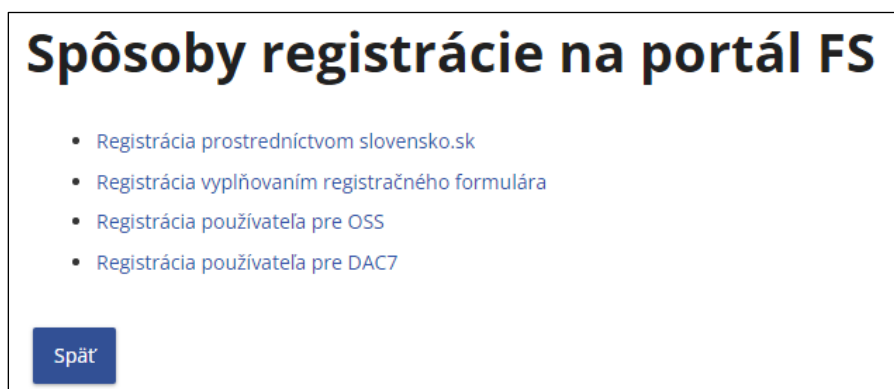 Spôsoby registrácie na portál FS
Registrácia prostredníctvom slovensko.sk
Registrácia vyplňovaním registračného formulára
Registrácia používateľa pre OSS
Registrácia používateľa pre DAC7
Späť